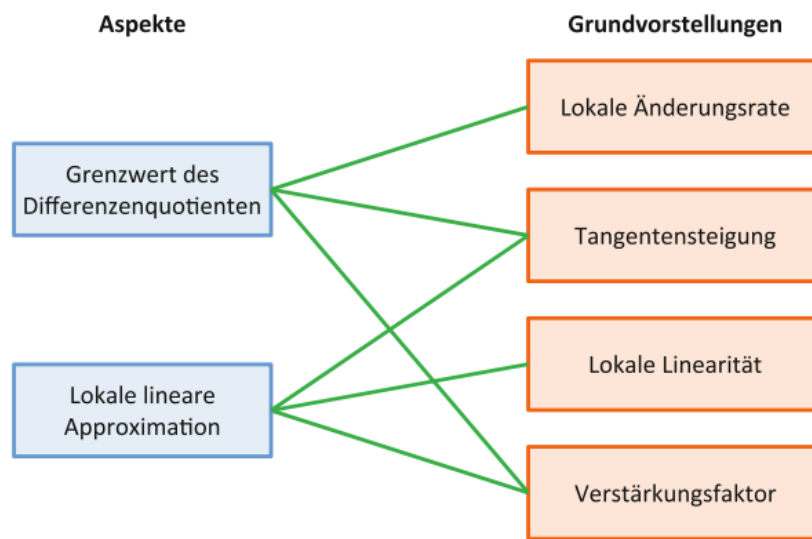 Aspekte
Grundvorstellungen
Lokale Änderungsrate
Grenzwert des
Differenzenquotienten
Tangentensteigung
Lokale Linearität
Lokale lineare
Approximation
Verstärkungsfaktor